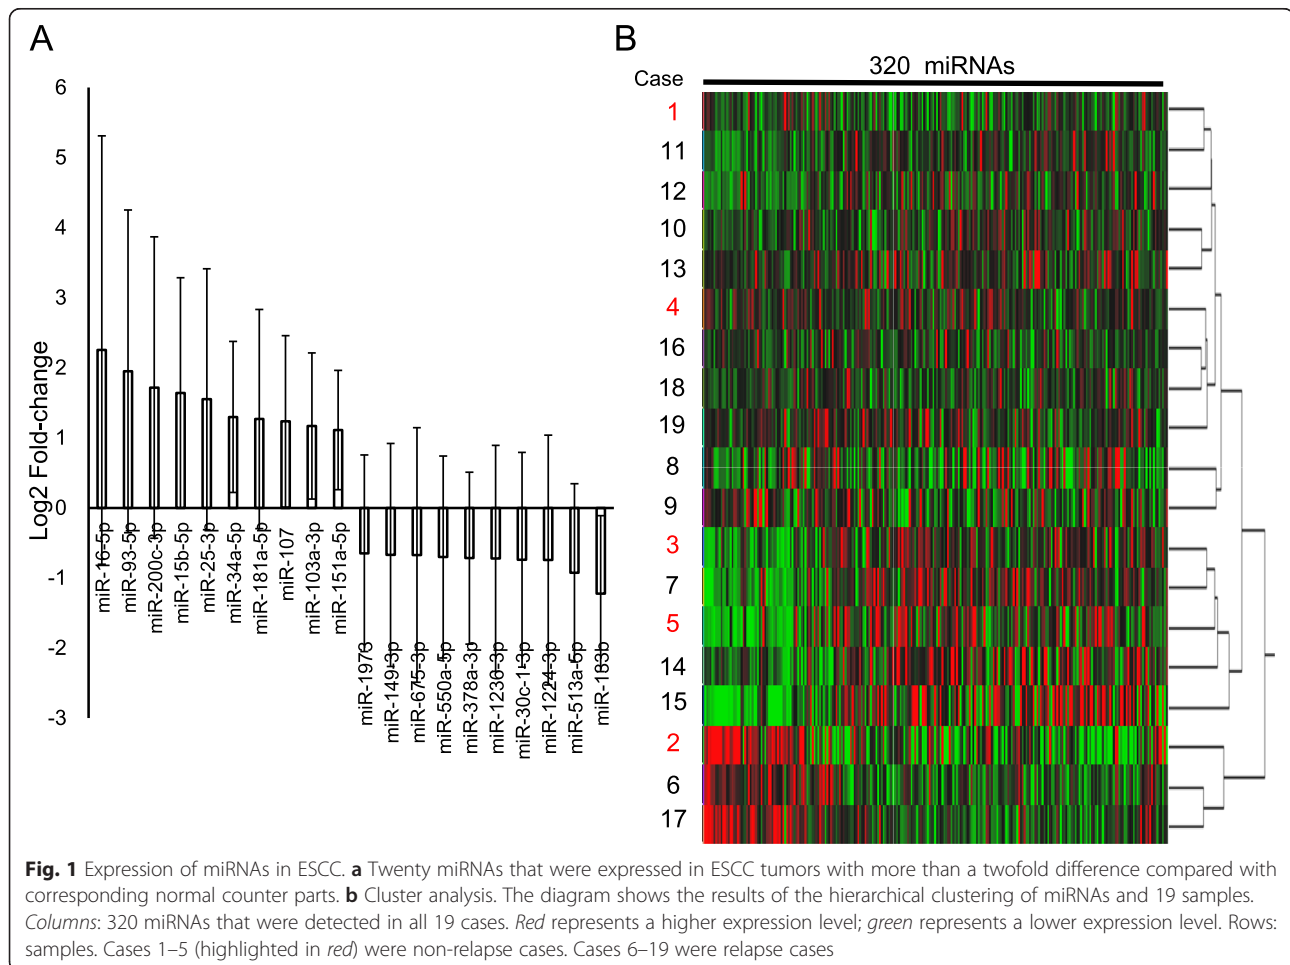 A
B
6
5
4
3
2
1
0
-1
-2
-3
Log2 Fold-change
miR-16-5p
miR-93-5p
miR-200c-3p
miR-15b-5p
miR-25-3p
miR-34a-5p
miR-181a-5p
miR-107
miR-103a-3p
miR-151a-5p
miR-1973
miR-149-3p
miR-675-3p
miR-550a-5p
miR-378a-3p
miR-1236-3p
miR-30c-1-3p
miR-1224-3p
miR-513a-5p
Case
320 miRNAs
1
11
12
10
13
4
16
18
19
8
9
3
7
5
14
15
2
6
17
Fig. 1 Expression of miRNAs in ESCC. a Twenty miRNAs that were expressed in ESCC tumors with more than a twofold difference compared with
corresponding normal counter parts. b Cluster analysis. The diagram shows the results of the hierarchical clustering of miRNAs and 19 samples.
Columns: 320 miRNAs that were detected in all 19 cases. Red represents a higher expression level; green represents a lower expression level. Rows:
samples. Cases 1–5 (highlighted in red) were non-relapse cases. Cases 6–19 were relapse cases